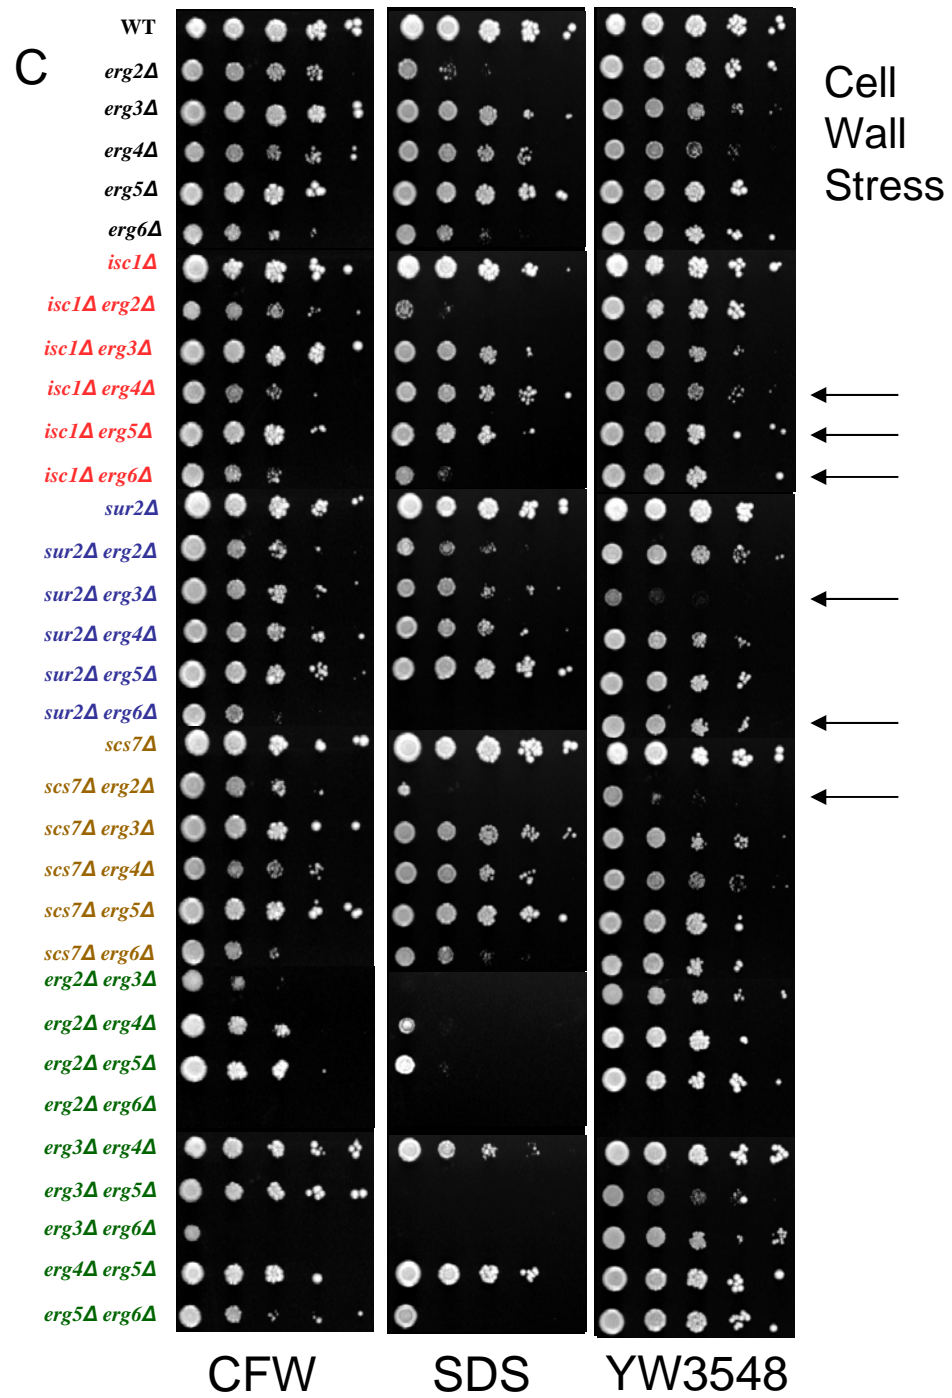 C
WT
erg2Δ
erg3Δ
erg4Δ
erg5Δ
erg6Δ
isc1Δ
isc1Δ erg2Δ
isc1Δ erg3Δ
isc1Δ erg4Δ
isc1Δ erg5Δ
isc1Δ erg6Δ
sur2Δ
sur2Δ erg2Δ
sur2Δ erg3Δ
sur2Δ erg4Δ
sur2Δ erg5Δ
sur2Δ erg6Δ
scs7Δ
scs7Δ erg2Δ
scs7Δ erg3Δ
scs7Δ erg4Δ
scs7Δ erg5Δ
scs7Δ erg6Δ
erg2Δ erg3Δ
erg2Δ erg4Δ
erg2Δ erg5Δ
erg2Δ erg6Δ
erg3Δ erg4Δ
erg3Δ erg5Δ
erg3Δ erg6Δ
erg4Δ erg5Δ
erg5Δ erg6Δ
Cell
Wall
Stress
CFW SDS YW3548